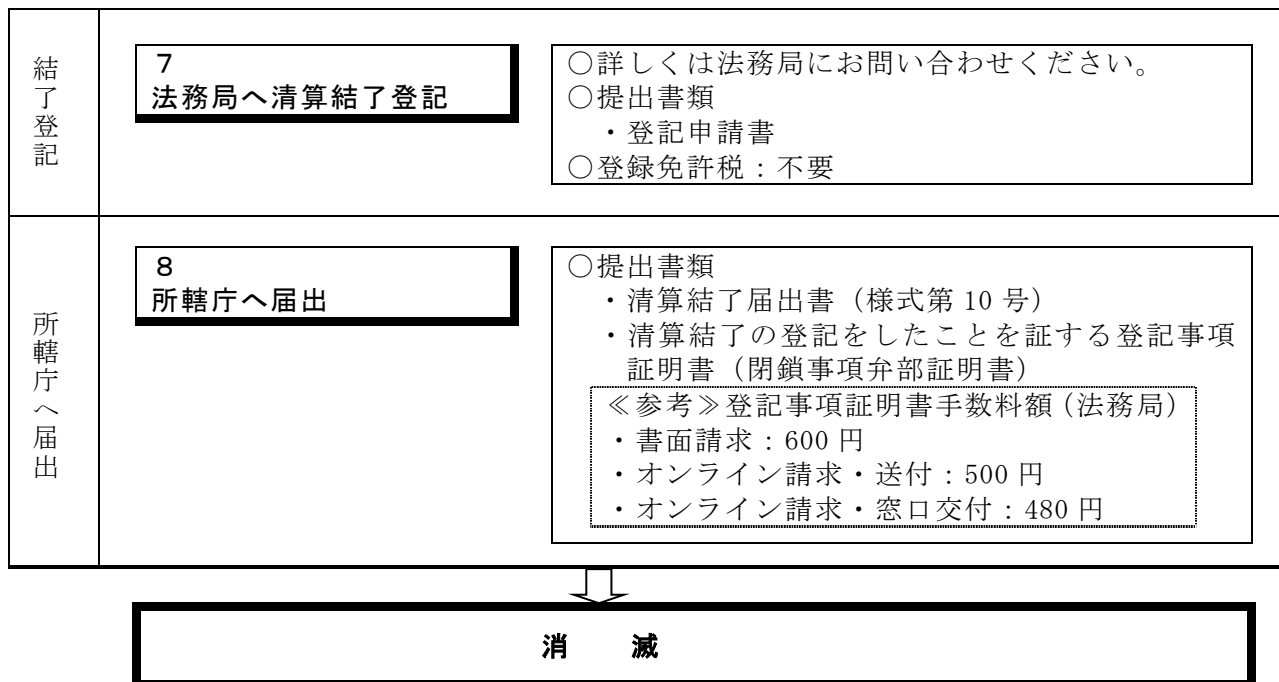 結了登記
7
法務局へ清算結了登記
○詳しくは法務局にお問い合わせください。
○提出書類
・登記申請書
○登録免許税:不要
所轄庁へ届出
8
所轄庁へ届出
○提出書類
・清算結了届出書(様式第 10 号)
・清算結了の登記をしたことを証する登記事項
証明書(閉鎖事項弁部証明書)
≪参考≫登記事項証明書手数料額(法務局)
・書面請求:600 円
・オンライン請求・送付:500 円
・オンライン請求・窓口交付:480 円
消 滅